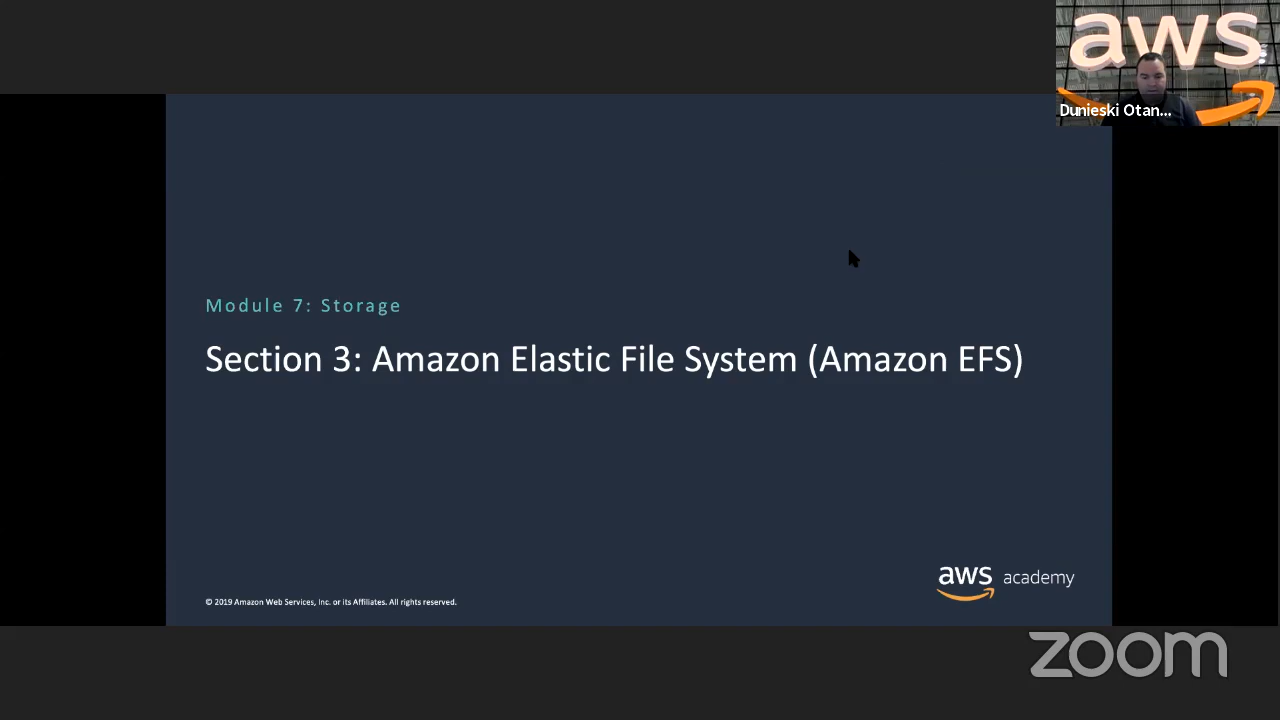 aws
Dunieski Otan...
Module 7: Storage
Section 3: Amazon Elastic File System (Amazon EFS)
aws academy
© 2019 Amazon Web Services, Inc. or its Affiliates. All rights reserved.
zoom